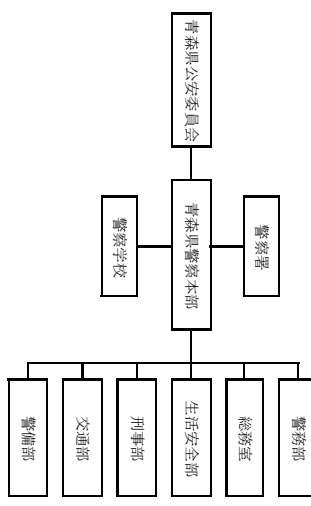 青森県公安委員会
青森県警察本部
警察署
警察学校
警務部
総務室
生活安全部
刑事部
交通部
警備部